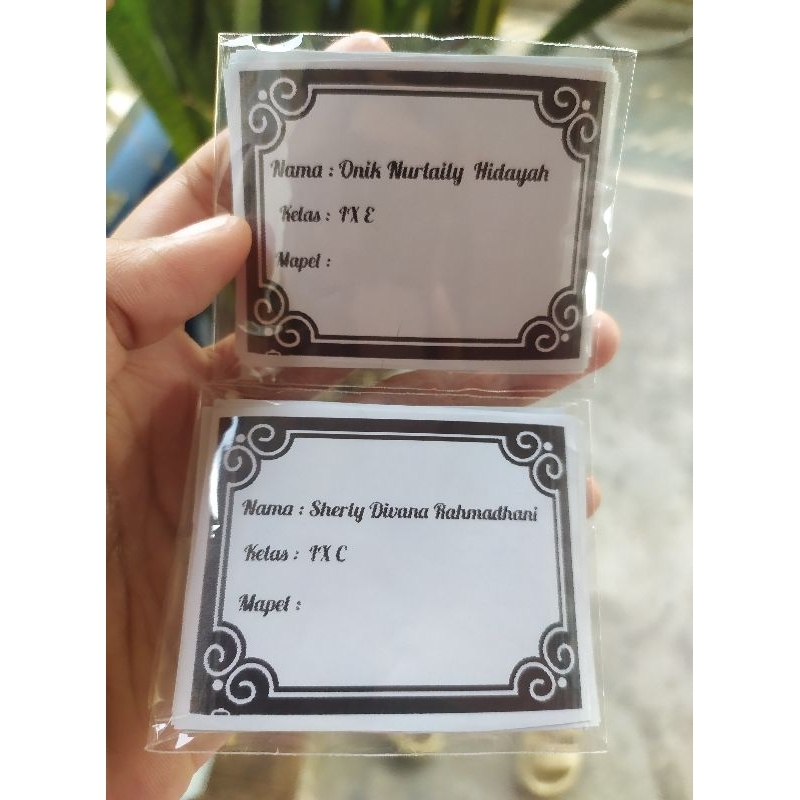 Nama : Onik Nurlaily Hidayah
Kelas : IX E
Mapel :
Nama : Sherly Divana Rahmadhani
Kelas : IX C
Mapel :